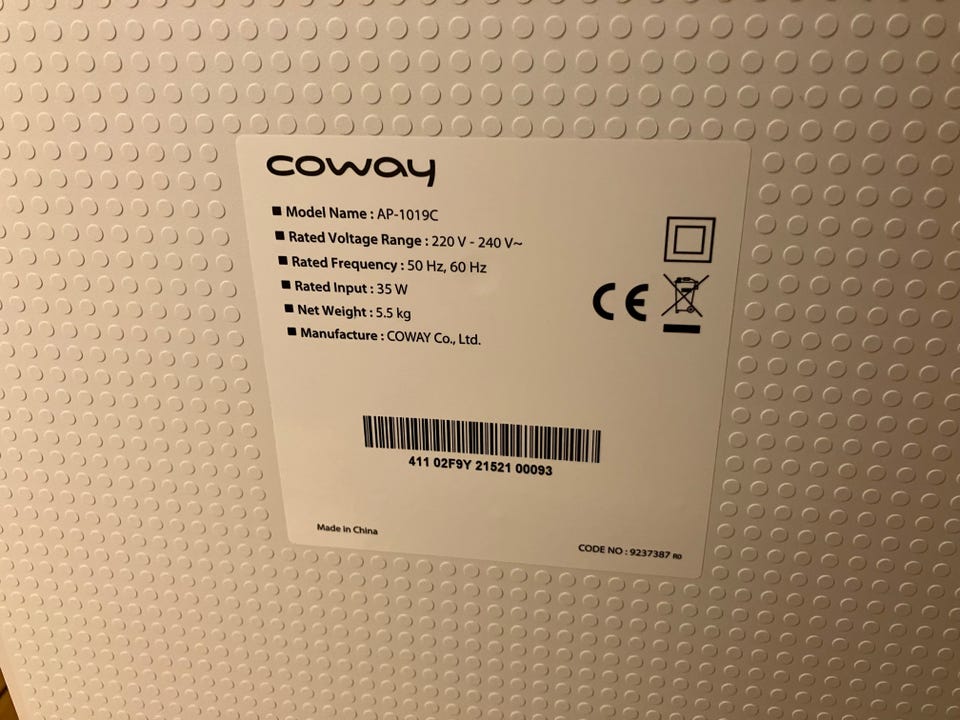 coway
■ Model Name : AP-1019C
■ Rated Voltage Range : 220 V - 240 V~
■ Rated Frequency : 50 Hz, 60 Hz
■ Rated Input : 35 W
■ Net Weight : 5.5 kg
■ Manufacture : COWAY Co., Ltd.
CE
411 02F9Y 21521 00093
Made in China
CODE NO : 9237387 R0